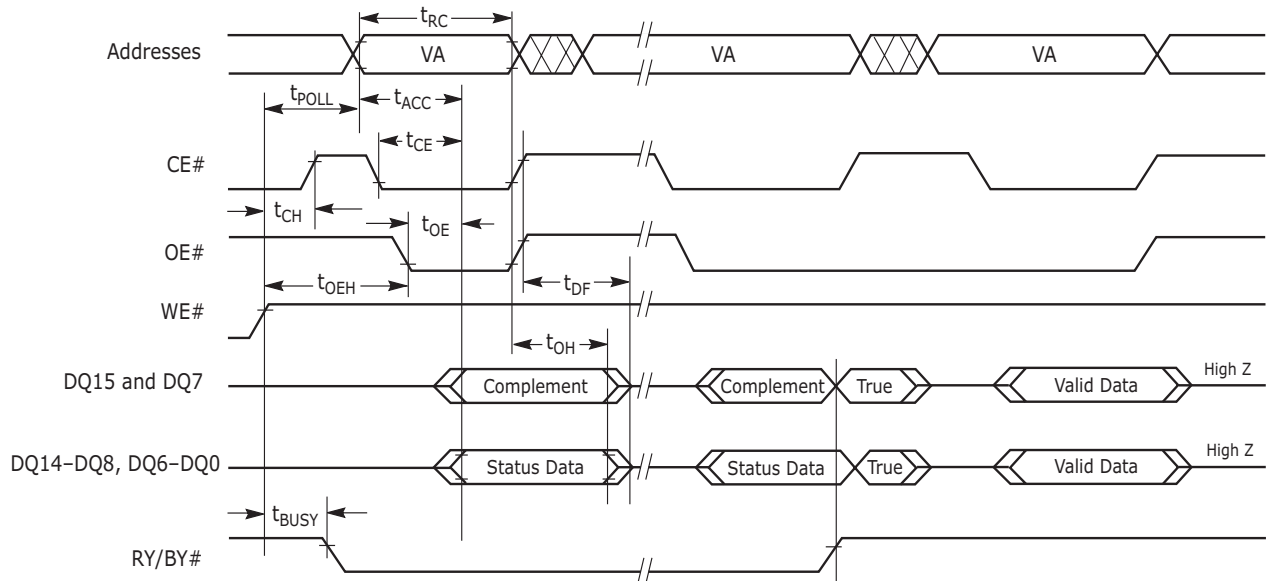 tRC
Addresses VA VA VA
tPOLL tACC
tCE
CE#
tCH tOE
OE#
tOEH tDF
WE#
tOH
DQ15 and DQ7 Complement Complement True Valid Data High Z
DQ14–DQ8, DQ6–DQ0 Status Data Status Data True Valid Data High Z
tBUSY
RY/BY#